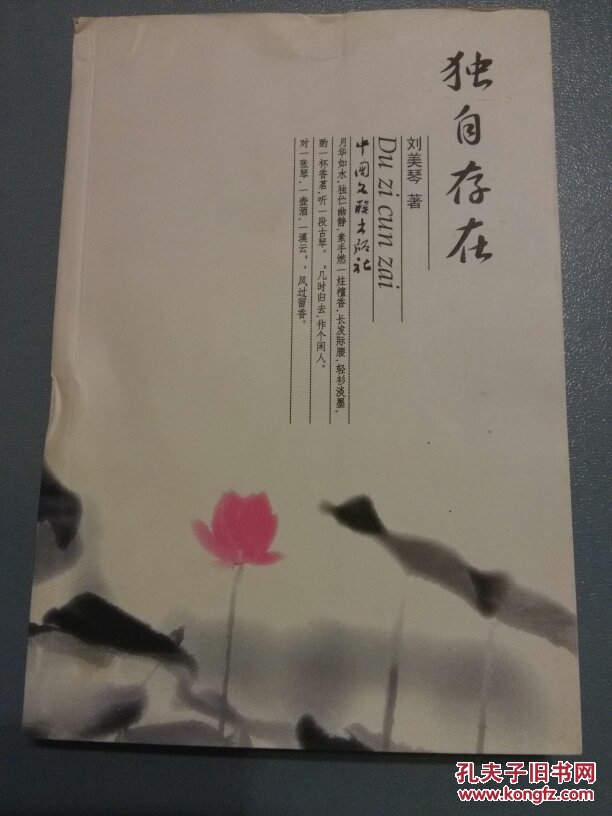 独自存在
刘美琴 著
Du zi cun zai
中国文联出版社
月华如水,独伫幽静,素手燃一炷檀香,长发际腰,轻衫淡墨,
酌一杯香茗,听一段古琴。。几时归去,作个闲人。
对一张琴,一壶酒,一溪云,。风过留香。
孔夫子旧书网
www.kongfz.com